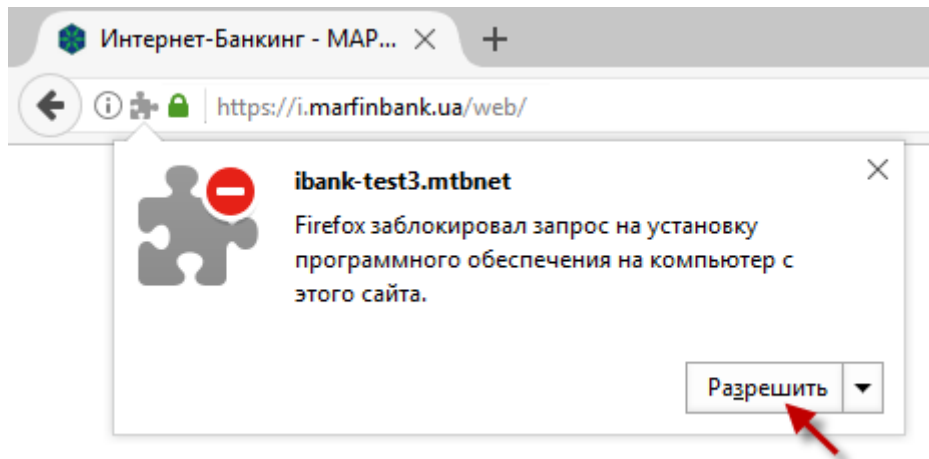 Интернет-Банкинг - МАР...
https://i.marfinbank.ua/web/
ibank-test3.mtbnet
Firefox заблокировал запрос на установку
программного обеспечения на компьютер с
этого сайта.
Разрешить